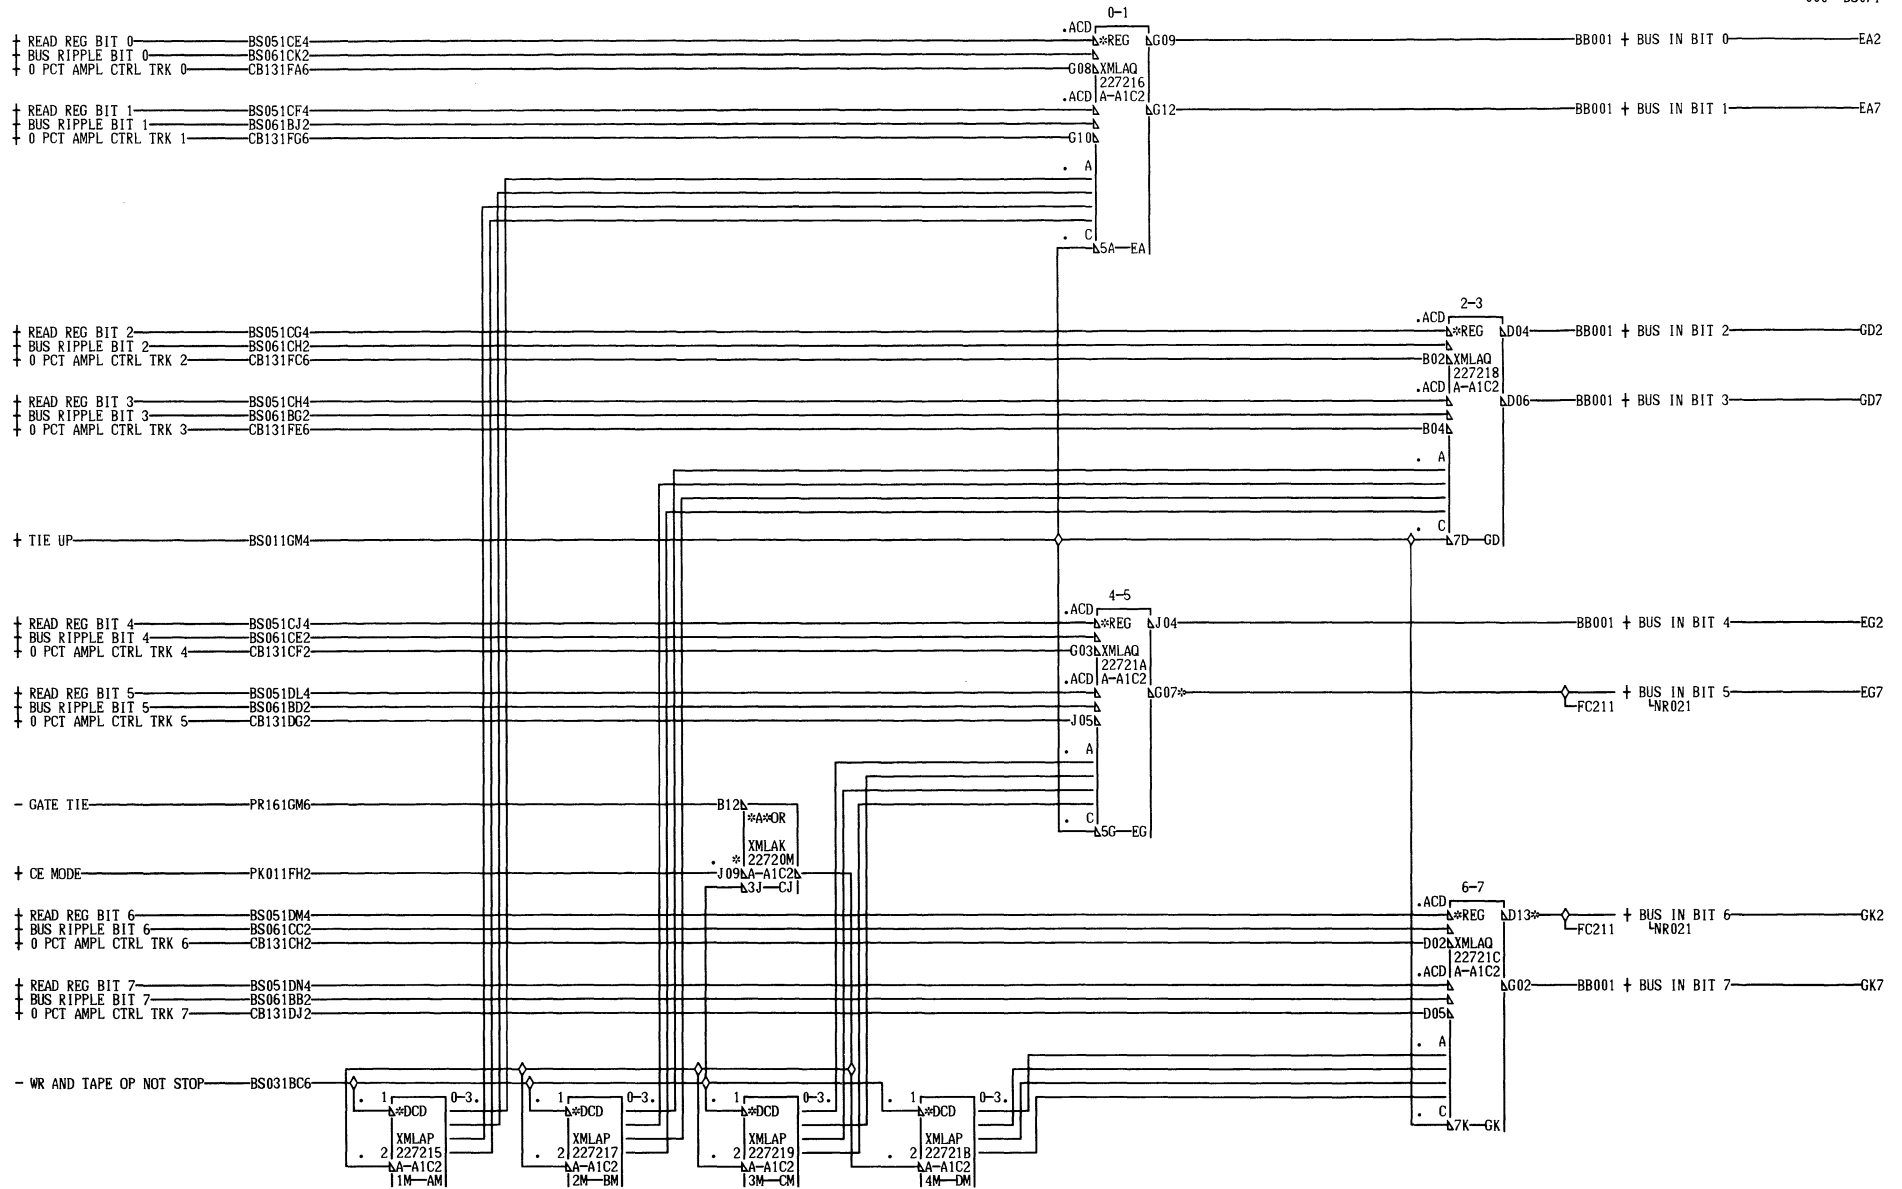 0-1
.ACD
+ READ REG BIT 0 BS051CE4 *REG G09 BB001 + BUS IN BIT 0 EA2
+ BUS RIPPLE BIT 0 BS061CK2
+ 0 PCT AMPL CTRL TRK 0 CB131FA6 G08 XMLAQ
227216
.ACD A-A1C2
+ READ REG BIT 1 BS051CF4 G12 BB001 + BUS IN BIT 1 EA7
+ BUS RIPPLE BIT 1 BS061BJ2
+ 0 PCT AMPL CTRL TRK 1 CB131FG6 G10
. A
. C
5A EA
2-3
.ACD
+ READ REG BIT 2 BS051CG4 *REG D04 BB001 + BUS IN BIT 2 GD2
+ BUS RIPPLE BIT 2 BS061CH2
+ 0 PCT AMPL CTRL TRK 2 CB131FC6 B02 XMLAQ
227218
.ACD A-A1C2
+ READ REG BIT 3 BS051CH4 D06 BB001 + BUS IN BIT 3 GD7
+ BUS RIPPLE BIT 3 BS061BG2
+ 0 PCT AMPL CTRL TRK 3 CB131FE6 B04
. A
. C
+ TIE UP BS011GM4 7D GD
4-5
.ACD
+ READ REG BIT 4 BS051CJ4 *REG J04 BB001 + BUS IN BIT 4 EG2
+ BUS RIPPLE BIT 4 BS061CE2
+ 0 PCT AMPL CTRL TRK 4 CB131CF2 G03 XMLAQ
22721A
.ACD A-A1C2
+ READ REG BIT 5 BS051DL4 G07* + BUS IN BIT 5 EG7
+ BUS RIPPLE BIT 5 BS061BD2 FC211 NR021
+ 0 PCT AMPL CTRL TRK 5 CB131DG2 J05
. A
- GATE TIE PR161GM6 B12
*A*OR . C
5G EG
XMLAK
. * 22720M
+ CE MODE PK011FH2 J09 A-A1C2
3J CJ
6-7
.ACD
+ READ REG BIT 6 BS051DM4 *REG D13* + BUS IN BIT 6 GK2
+ BUS RIPPLE BIT 6 BS061CC2 FC211 NR021
+ 0 PCT AMPL CTRL TRK 6 CB131CH2 D02 XMLAQ
22721C
.ACD A-A1C2
+ READ REG BIT 7 BS051DN4 G02 BB001 + BUS IN BIT 7 GK7
+ BUS RIPPLE BIT 7 BS061BB2
+ 0 PCT AMPL CTRL TRK 7 CB131DJ2 D05
. A
- WR AND TAPE OP NOT STOP BS031BC6
. 1 0-3. . 1 0-3. . 1 0-3. . 1 0-3.
*DCD *DCD *DCD *DCD . C
7K GK
XMLAP XMLAP XMLAP XMLAP
. 2 227215 . 2 227217 . 2 227219 . 2 22721B
A-A1C2 A-A1C2 A-A1C2 A-A1C2
1M AM 2M BM 3M CM 4M DM